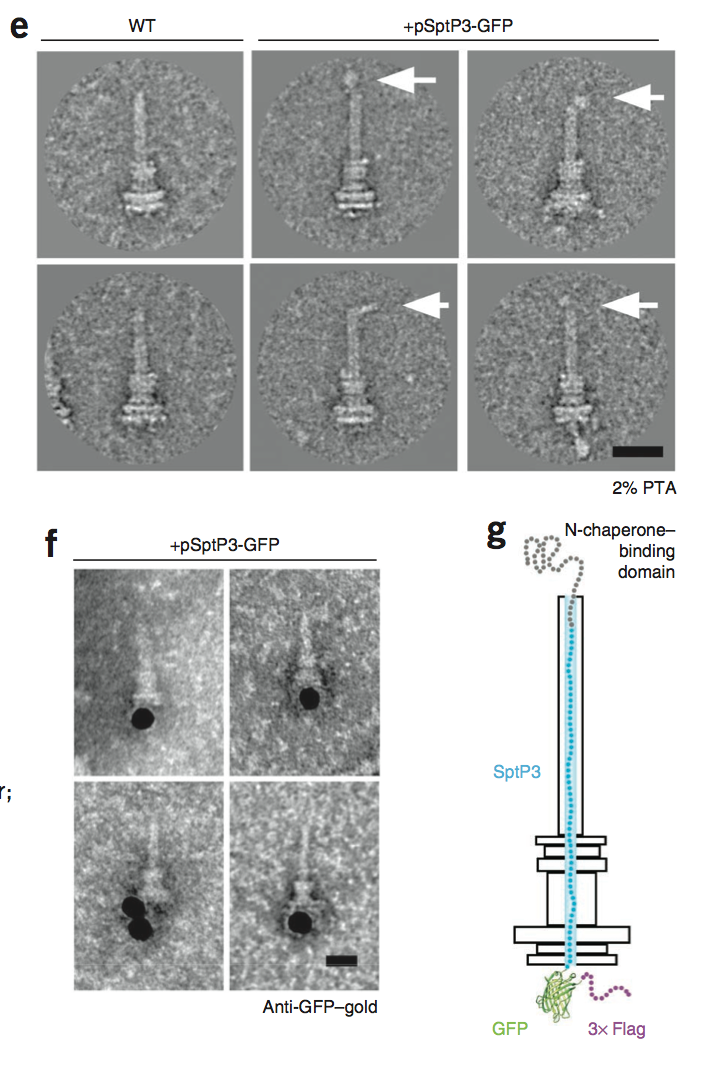 e
WT
+pSptP3-GFP
2% PTA
f
+pSptP3-GFP
r;
Anti-GFP–gold
g
N-chaperone–
binding
domain
SptP3
GFP
3× Flag